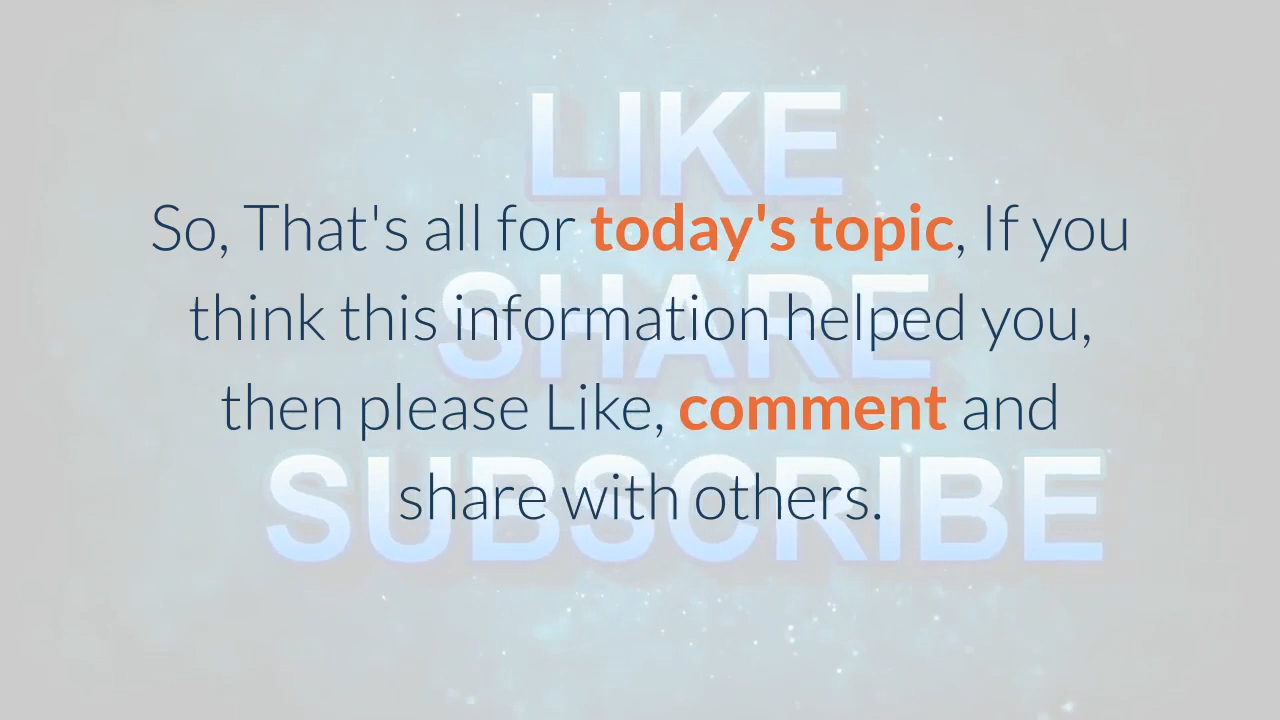 LIKE
So, That's all for today's topic, If you
SHARE
think this information helped you,
then please Like, comment and
SUBSCRIBE
share with others.